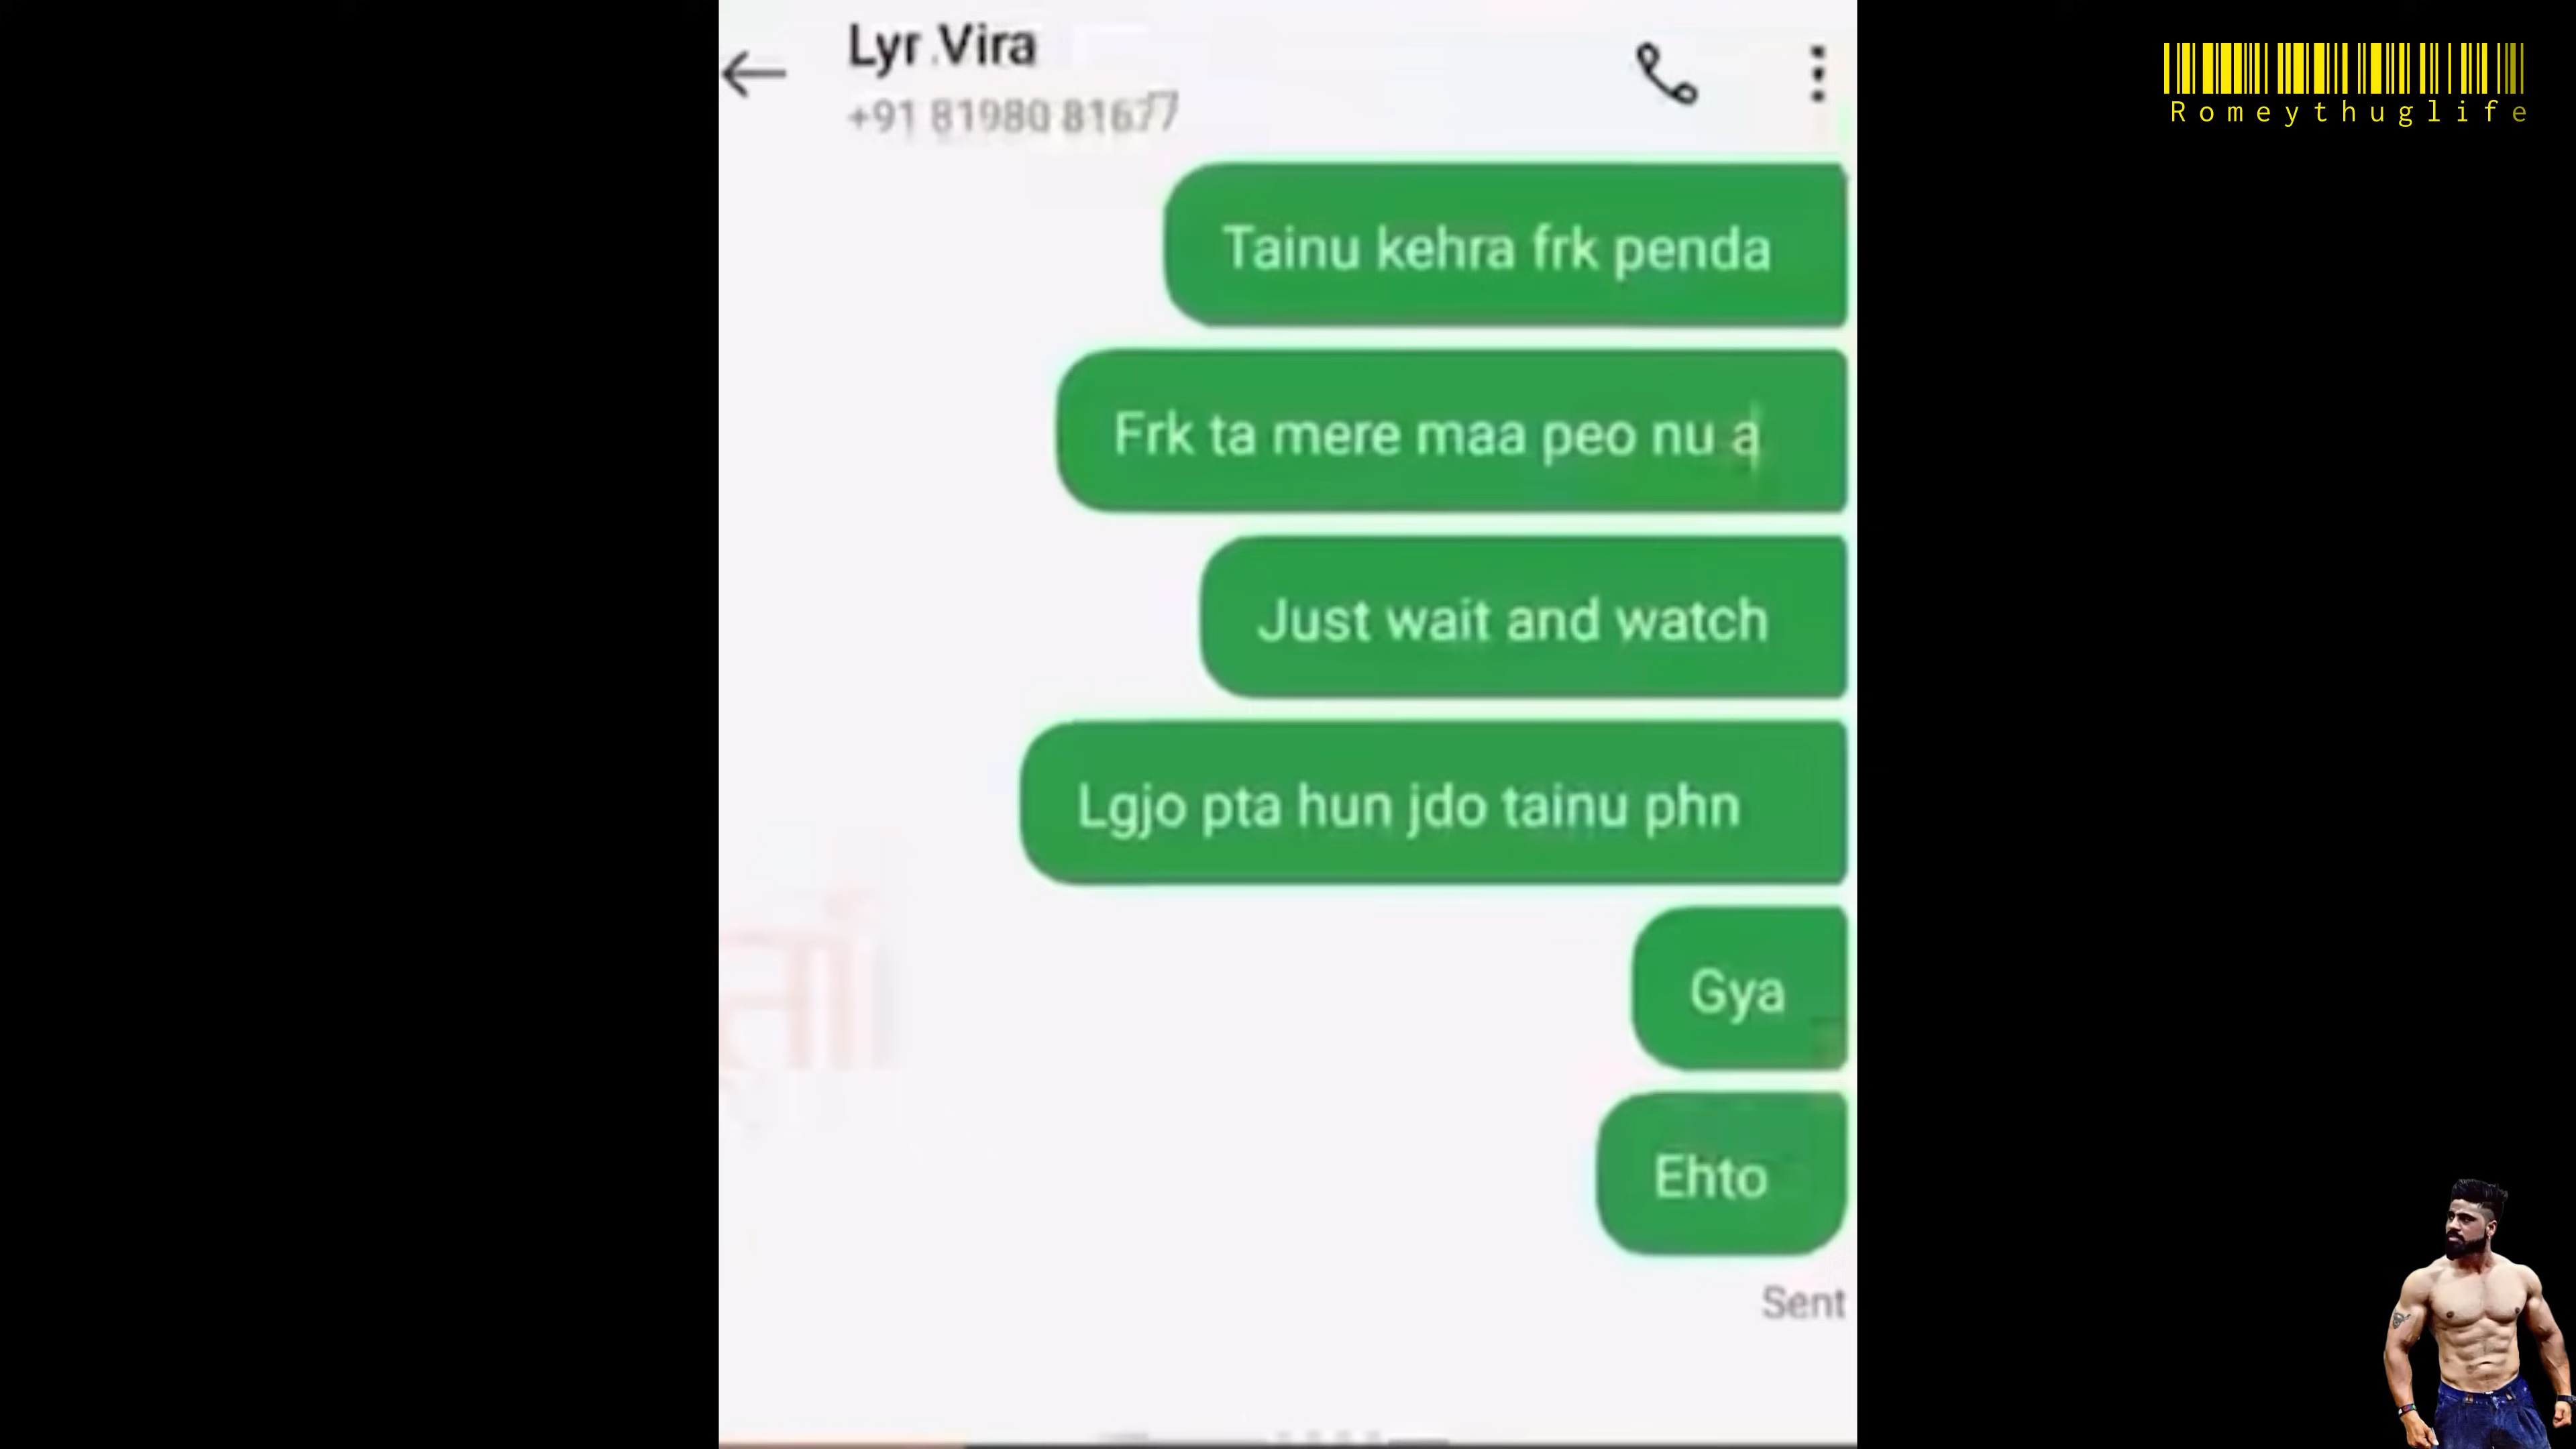 Lyr Vira
+91 81980 81677
Tainu kehra frk penda
Frk ta mere maa peo nu a
Just wait and watch
Lgjo pta hun jdo tainu phn
Gya
Ehto
Sent
Romeythuglife